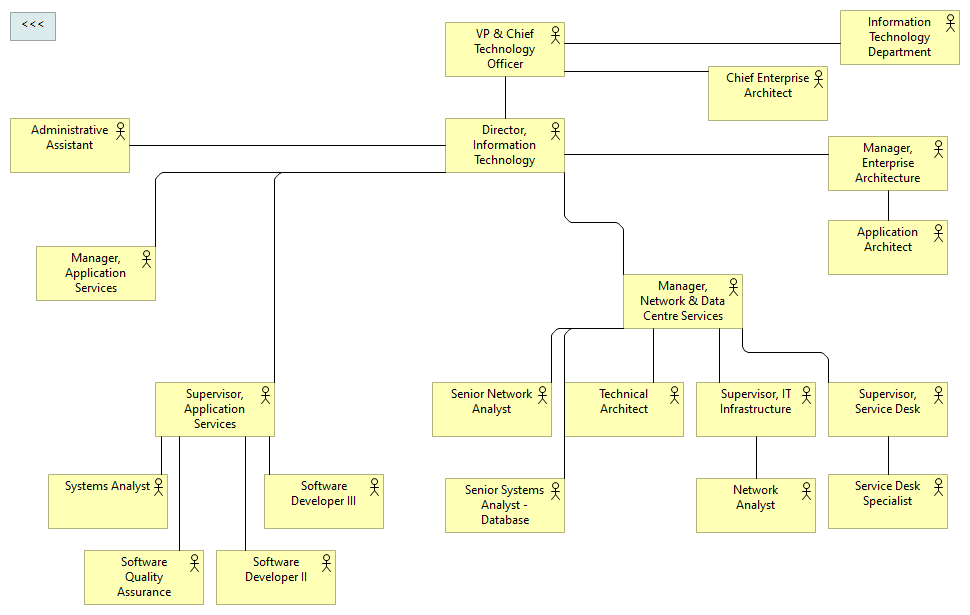 <<<
VP & Chief
Technology
Officer
Information
Technology
Department
Chief Enterprise
Architect
Administrative
Assistant
Director,
Information
Technology
Manager,
Enterprise
Architecture
Application
Architect
Manager,
Application
Services
Manager,
Network & Data
Centre Services
Supervisor,
Application
Services
Senior Network
Analyst
Technical
Architect
Supervisor, IT
Infrastructure
Supervisor,
Service Desk
Systems Analyst
Software
Developer III
Senior Systems
Analyst -
Database
Network
Analyst
Service Desk
Specialist
Software
Quality
Assurance
Software
Developer II